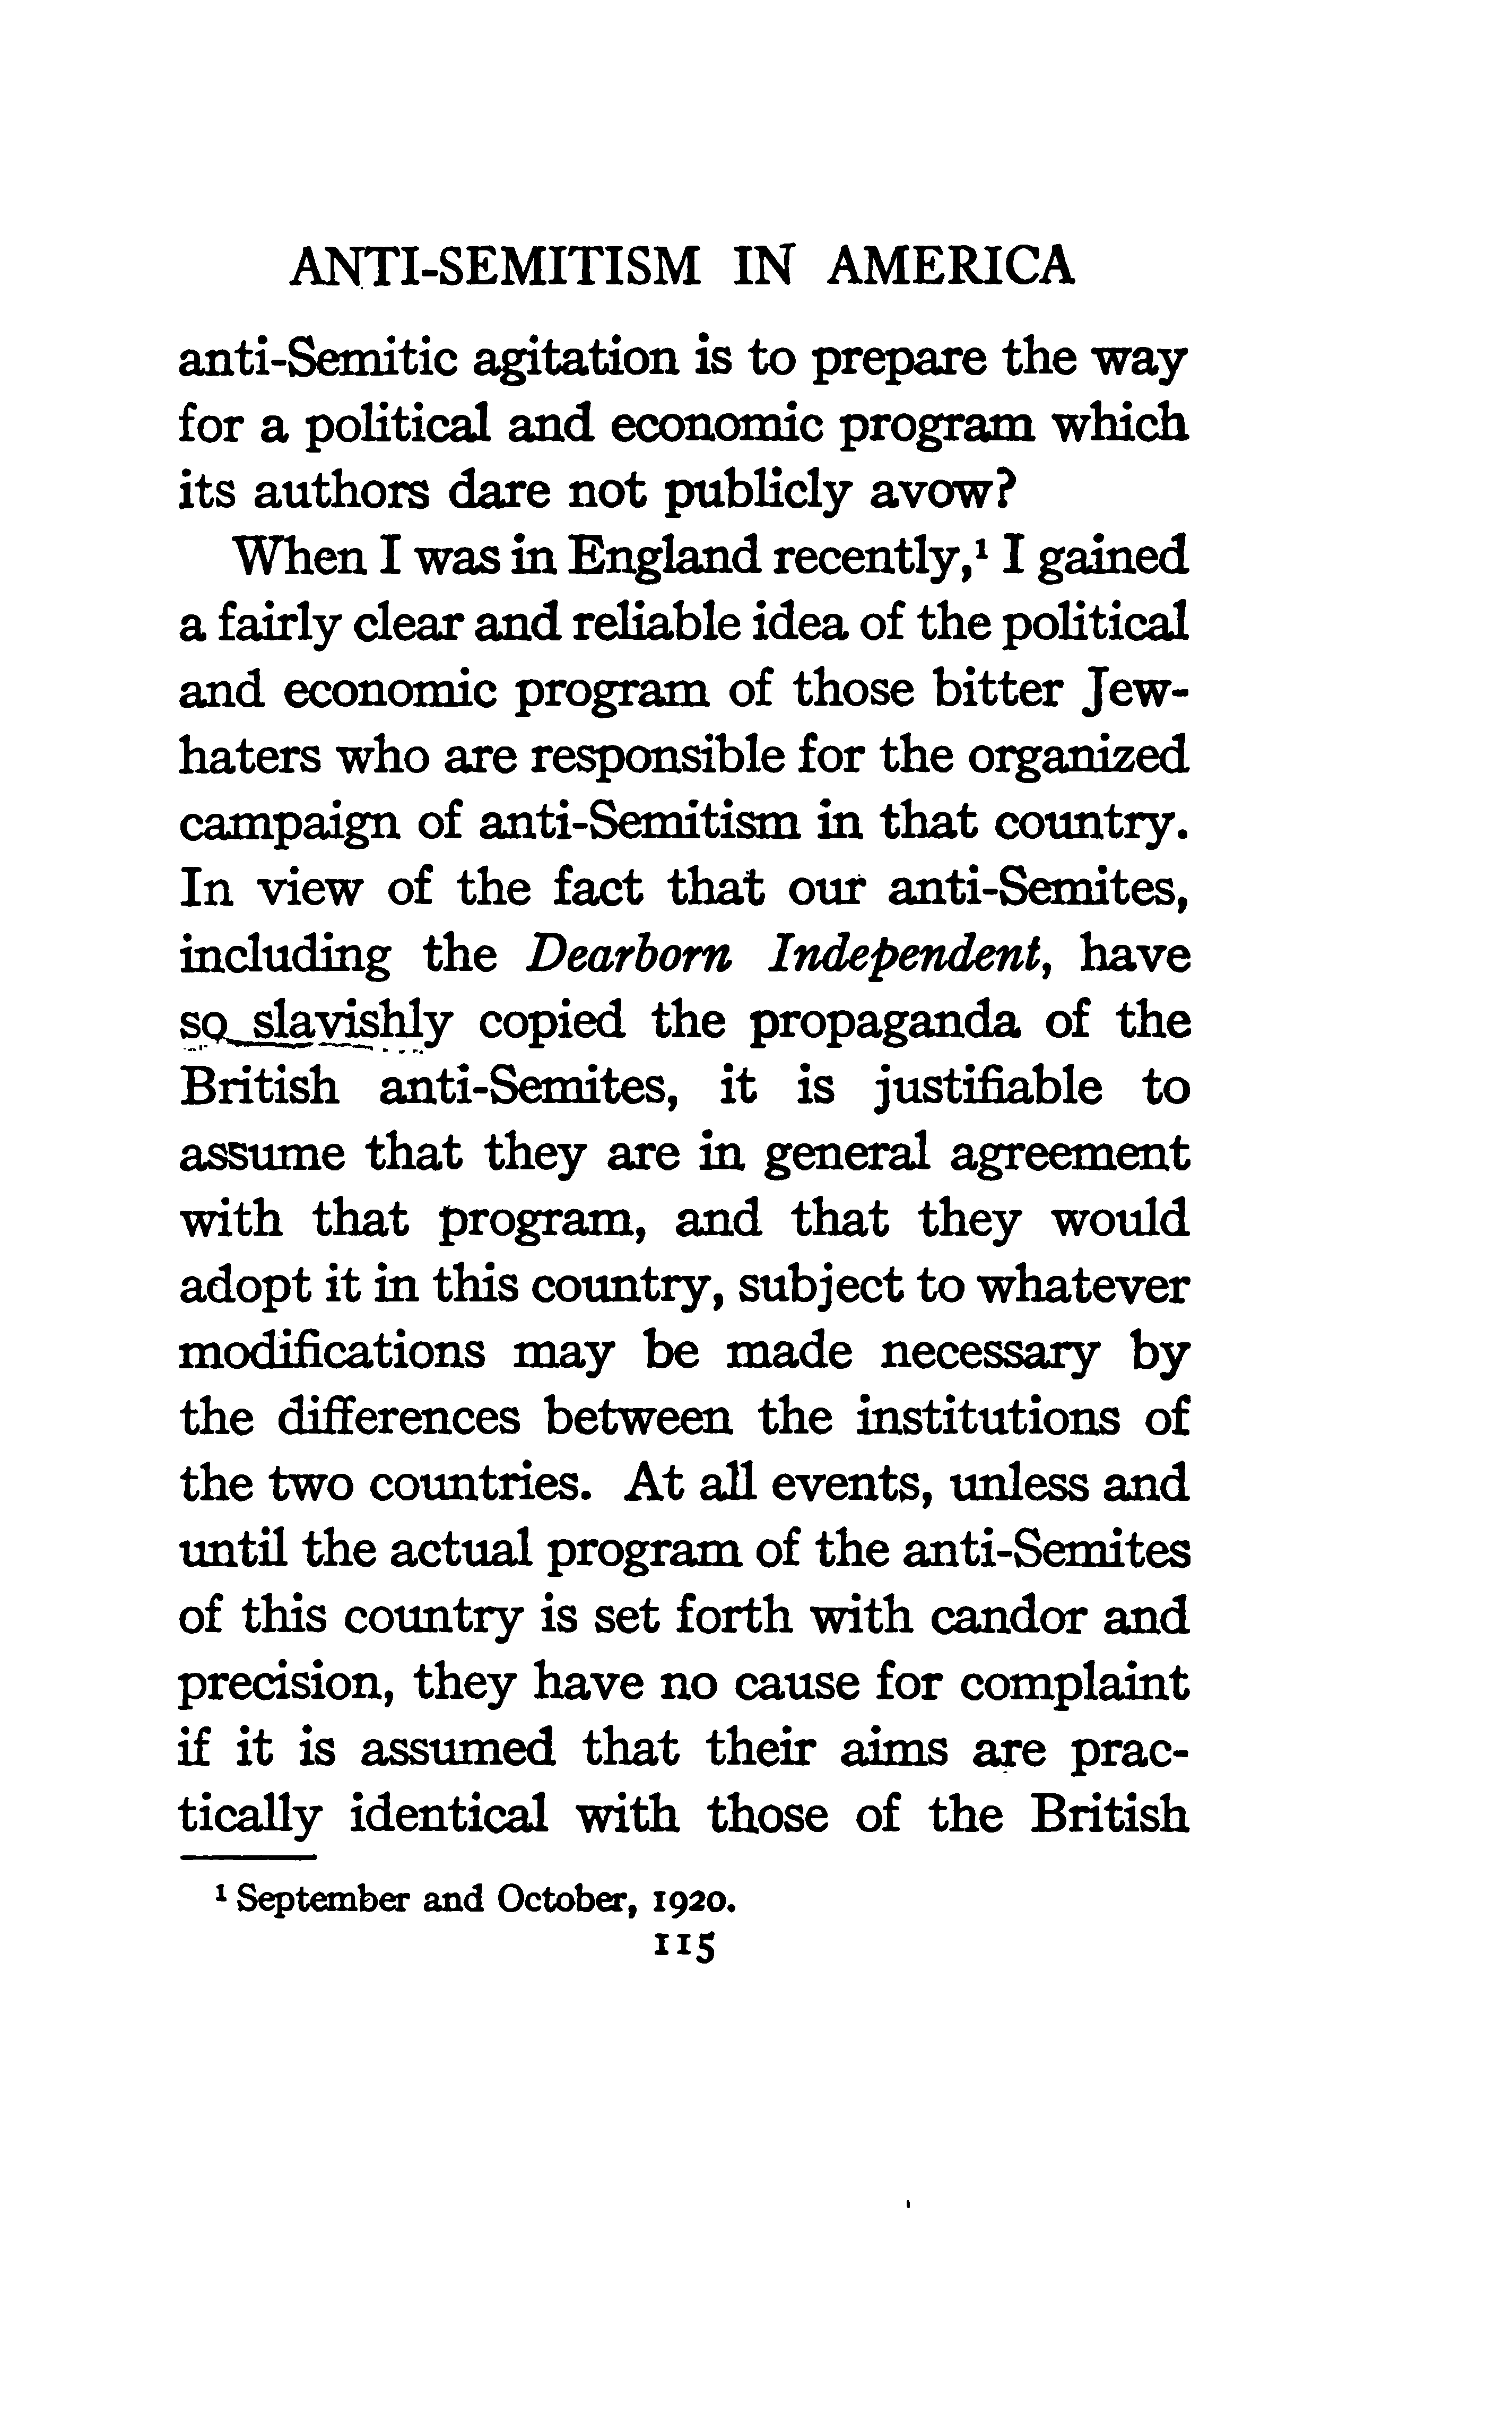 ANTI-SEMITISM IN AMERICA
anti-Semitic agitation is to prepare the way
for a political and economic program which
its authors dare not publicly avow?
When I was in England recently,¹ I gained
a fairly clear and reliable idea of the political
and economic program of those bitter Jew-
haters who are responsible for the organized
campaign of anti-Semitism in that country.
In view of the fact that our anti-Semites,
including the Dearborn Independent, have
so slavishly copied the propaganda of the
British anti-Semites, it is justifiable to
assume that they are in general agreement
with that program, and that they would
adopt it in this country, subject to whatever
modifications may be made necessary by
the differences between the institutions of
the two countries. At all events, unless and
until the actual program of the anti-Semites
of this country is set forth with candor and
precision, they have no cause for complaint
if it is assumed that their aims are prac-
tically identical with those of the British
¹ September and October, 1920.
115